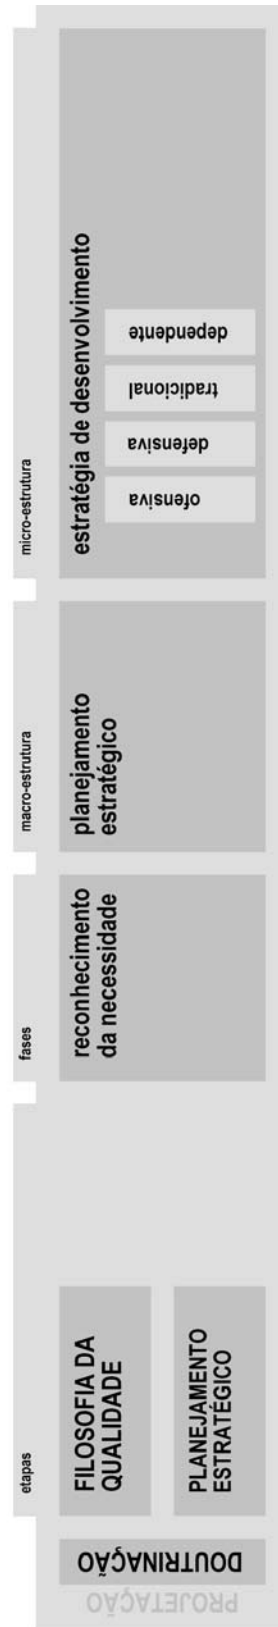 etapas
fases
macro-estrutura
micro-estrutura
PROJETAÇÃO
DOUTRINAÇÃO
FILOSOFIA DA
QUALIDADE
PLANEJAMENTO
ESTRATÉGICO
reconhecimento
da necessidade
planejamento
estratégico
estratégia de desenvolvimento
ofensiva
defensiva
tradicional
dependente